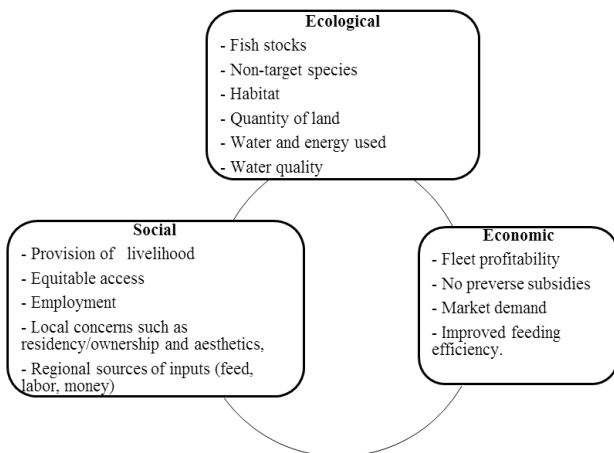 Ecological
- Fish stocks
- Non-target species
- Habitat
- Quantity of land
- Water and energy used
- Water quality
Social
- Provision of livelihood
- Equitable access
- Employment
- Local concerns such as
residency/ownership and aesthetics,
- Regional sources of inputs (feed,
labor, money)
Economic
- Fleet profitability
- No preverse subsidies
- Market demand
- Improved feeding
efficiency.